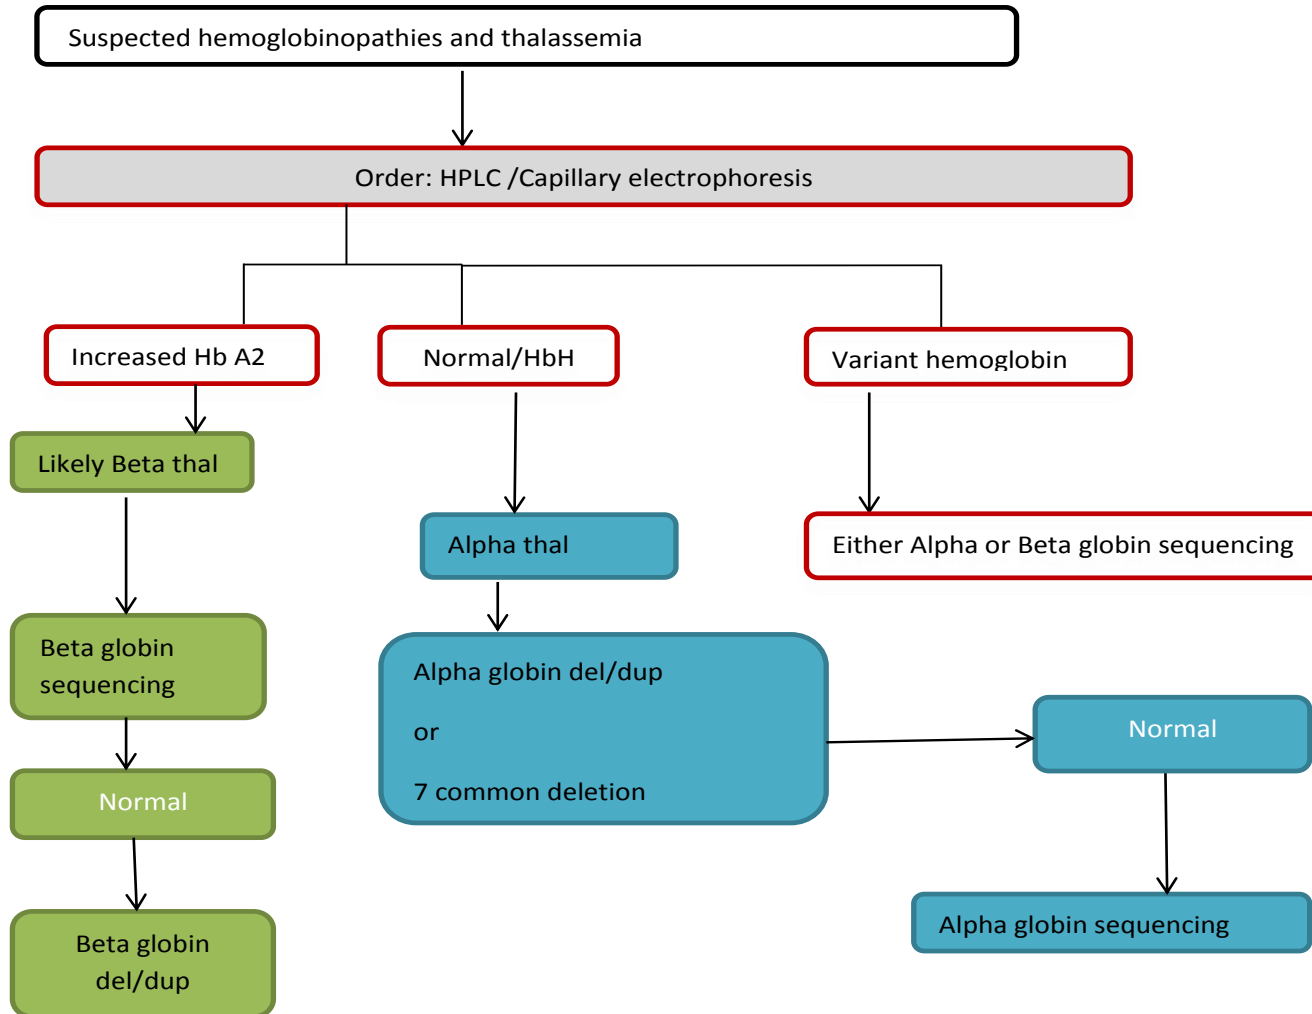 Suspected hemoglobinopathies and thalassemia
Order: HPLC /Capillary electrophoresis
Increased Hb A2
Normal/HbH
Variant hemoglobin
Likely Beta thal
Alpha thal
Either Alpha or Beta globin sequencing
Beta globin
sequencing
Alpha globin del/dup
or
7 common deletion
Normal
Normal
Beta globin
del/dup
Alpha globin sequencing